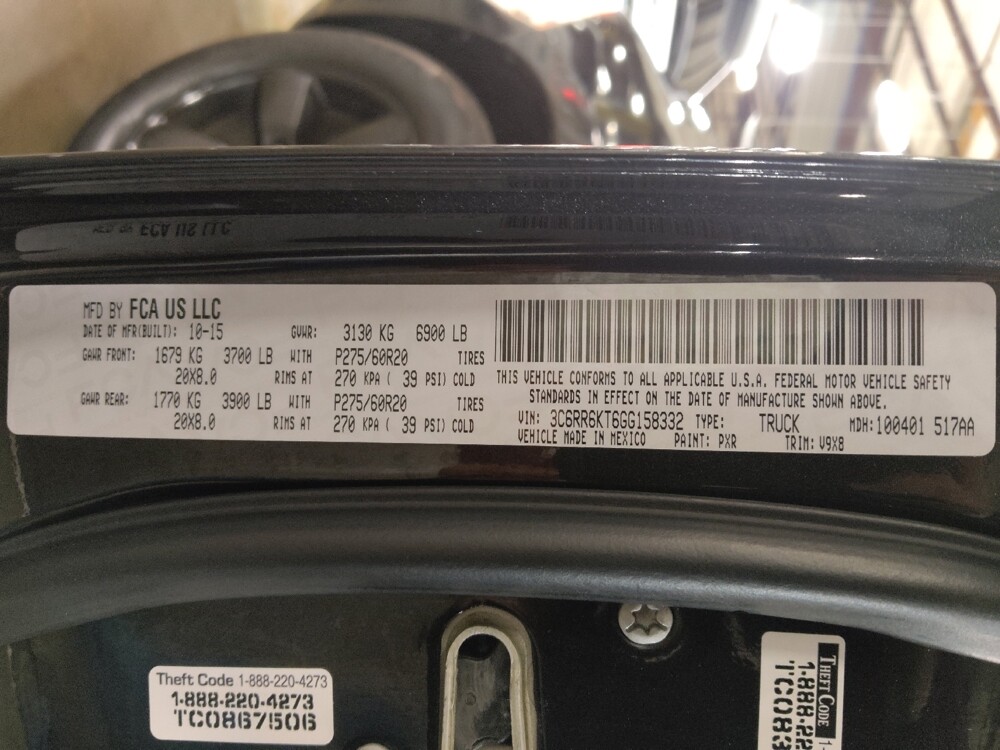 MFD BY FCA US LLC
DATE OF MFR(BUILT): 10-15 GVWR: 3130 KG 6900 LB
GAWR FRONT: 1679 KG 3700 LB WITH P275/60R20 TIRES
20X8.0 RIMS AT 270 KPA ( 39 PSI) COLD
GAWR REAR: 1770 KG 3900 LB WITH P275/60R20 TIRES
20X8.0 RIMS AT 270 KPA ( 39 PSI) COLD
THIS VEHICLE CONFORMS TO ALL APPLICABLE U.S.A. FEDERAL MOTOR VEHICLE SAFETY
STANDARDS IN EFFECT ON THE DATE OF MANUFACTURE SHOWN ABOVE.
VIN: 3C6RR6KT6GG158332 TYPE: TRUCK MDH:100401 517AA
VEHICLE MADE IN MEXICO PAINT: PXR TRIM: V9X8
Theft Code 1-888-220-4273
1-888-220-4273
TC0867506
THEFT CODE 1-
1-888-22
TC083